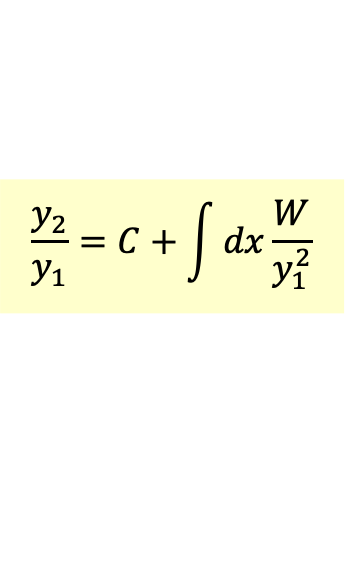 y₂/y₁ = C + ∫ dx W/y₁²